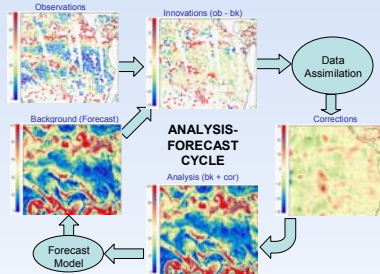 Observations
Innovations (ob - bk)
Data
Assimilation
Background (Forecast)
ANALYSIS-
FORECAST
CYCLE
Corrections
Analysis (bk + cor)
Forecast
Model